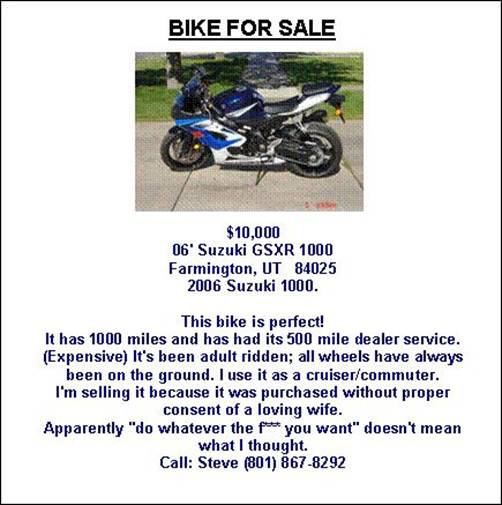 BIKE FOR SALE
$10,000
06' Suzuki GSXR 1000
Farmington, UT 84025
2006 Suzuki 1000.
This bike is perfect!
It has 1000 miles and has had its 500 mile dealer service.
(Expensive) It's been adult ridden; all wheels have always
been on the ground. I use it as a cruiser/commuter.
I'm selling it because it was purchased without proper
consent of a loving wife.
Apparently "do whatever the f*** you want" doesn't mean
what I thought.
Call: Steve (801) 867-8292